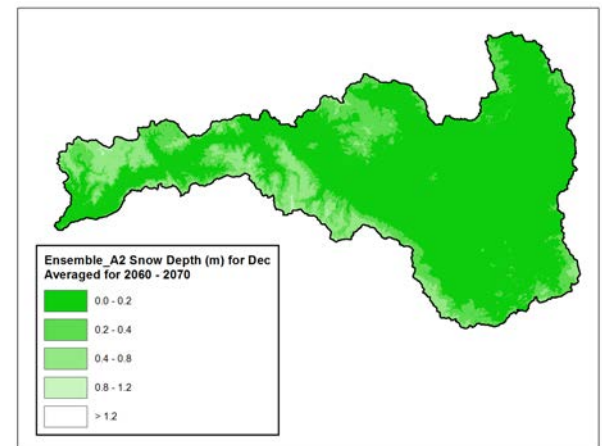 Ensemble_A2 Snow Depth (m) for Dec
Averaged for 2060 - 2070
0.0 - 0.2
0.2 - 0.4
0.4 - 0.8
0.8 - 1.2
> 1.2